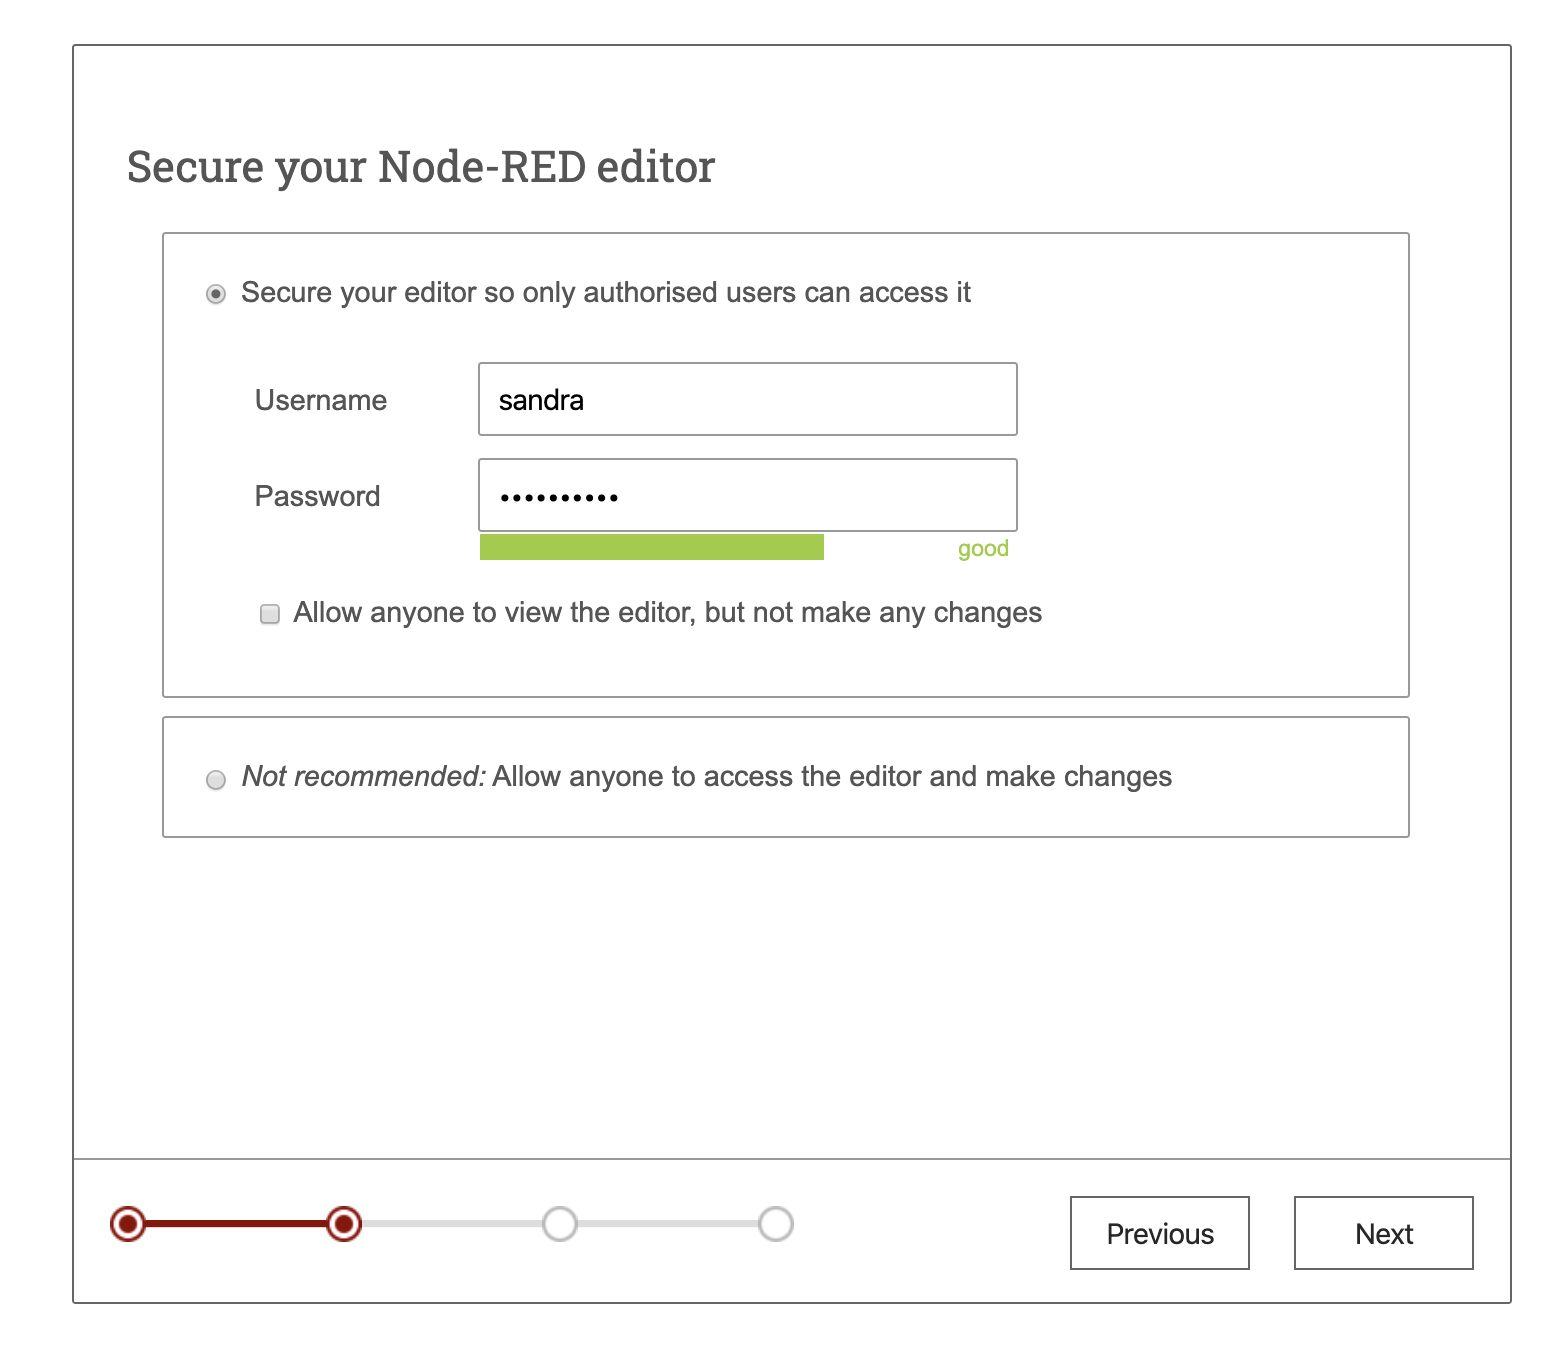 Secure your Node-RED editor
Secure your editor so only authorised users can access it
Username
sandra
Password
••••••••••
good
Allow anyone to view the editor, but not make any changes
Not recommended: Allow anyone to access the editor and make changes
Previous
Next